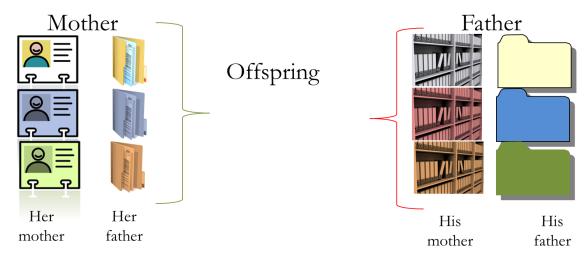 Mother
Father
Offspring
Her
mother
Her
father
His
mother
His
father